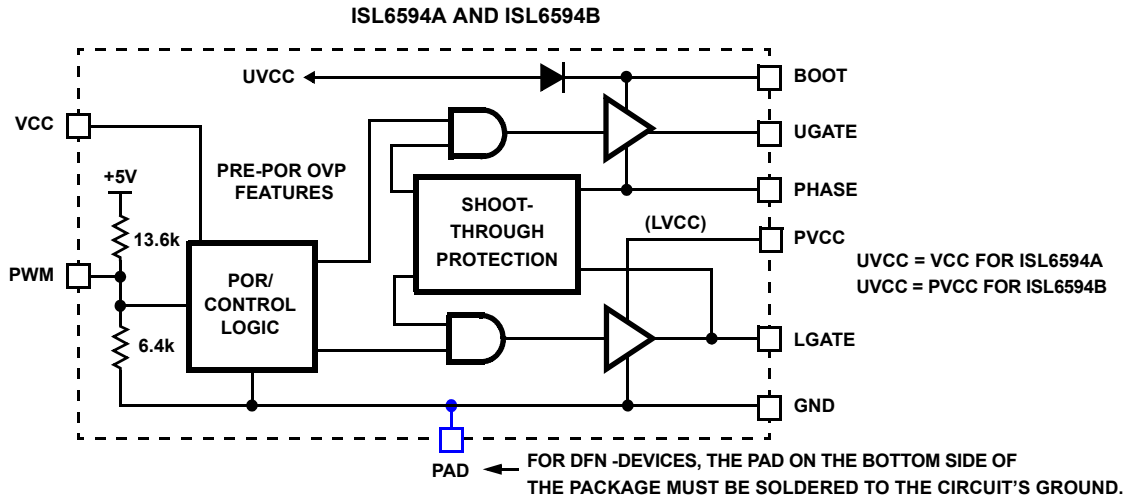 ISL6594A AND ISL6594B
UVCC
BOOT
VCC
UGATE
+5V
PRE-POR OVP
FEATURES
PHASE
SHOOT-
THROUGH
PROTECTION
(LVCC)
PVCC
13.6k
PWM
UVCC = VCC FOR ISL6594A
UVCC = PVCC FOR ISL6594B
POR/
CONTROL
LOGIC
6.4k
LGATE
GND
PAD
FOR DFN -DEVICES, THE PAD ON THE BOTTOM SIDE OF
THE PACKAGE MUST BE SOLDERED TO THE CIRCUIT'S GROUND.